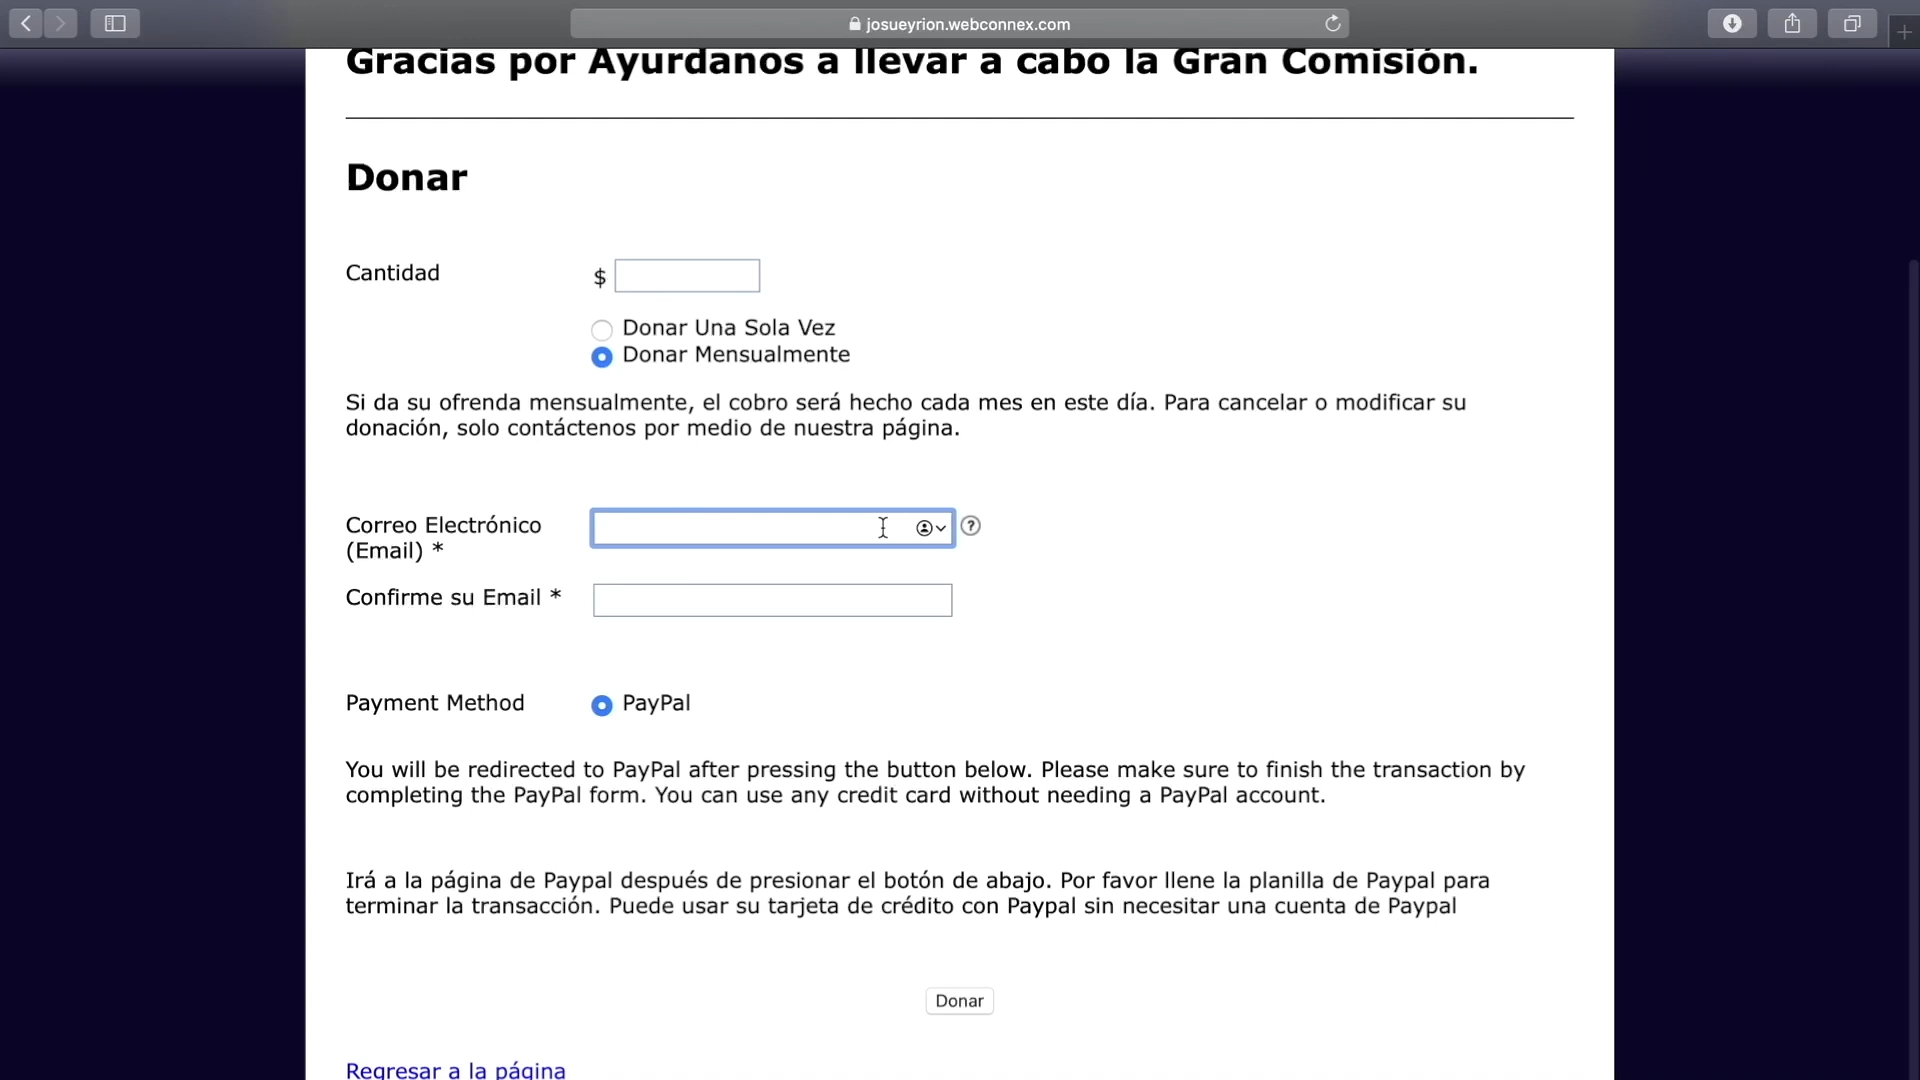 josueyrion.webconnex.com
Gracias por Ayurdanos a llevar a cabo la Gran Comisión.
Donar
Cantidad
$
Donar Una Sola Vez
Donar Mensualmente
Si da su ofrenda mensualmente, el cobro será hecho cada mes en este día. Para cancelar o modificar su
donación, solo contáctenos por medio de nuestra página.
Correo Electrónico
(Email) *
?
Confirme su Email *
Payment Method
PayPal
You will be redirected to PayPal after pressing the button below. Please make sure to finish the transaction by
completing the PayPal form. You can use any credit card without needing a PayPal account.
Irá a la página de Paypal después de presionar el botón de abajo. Por favor llene la planilla de Paypal para
terminar la transacción. Puede usar su tarjeta de crédito con Paypal sin necesitar una cuenta de Paypal
Donar
Regresar a la página